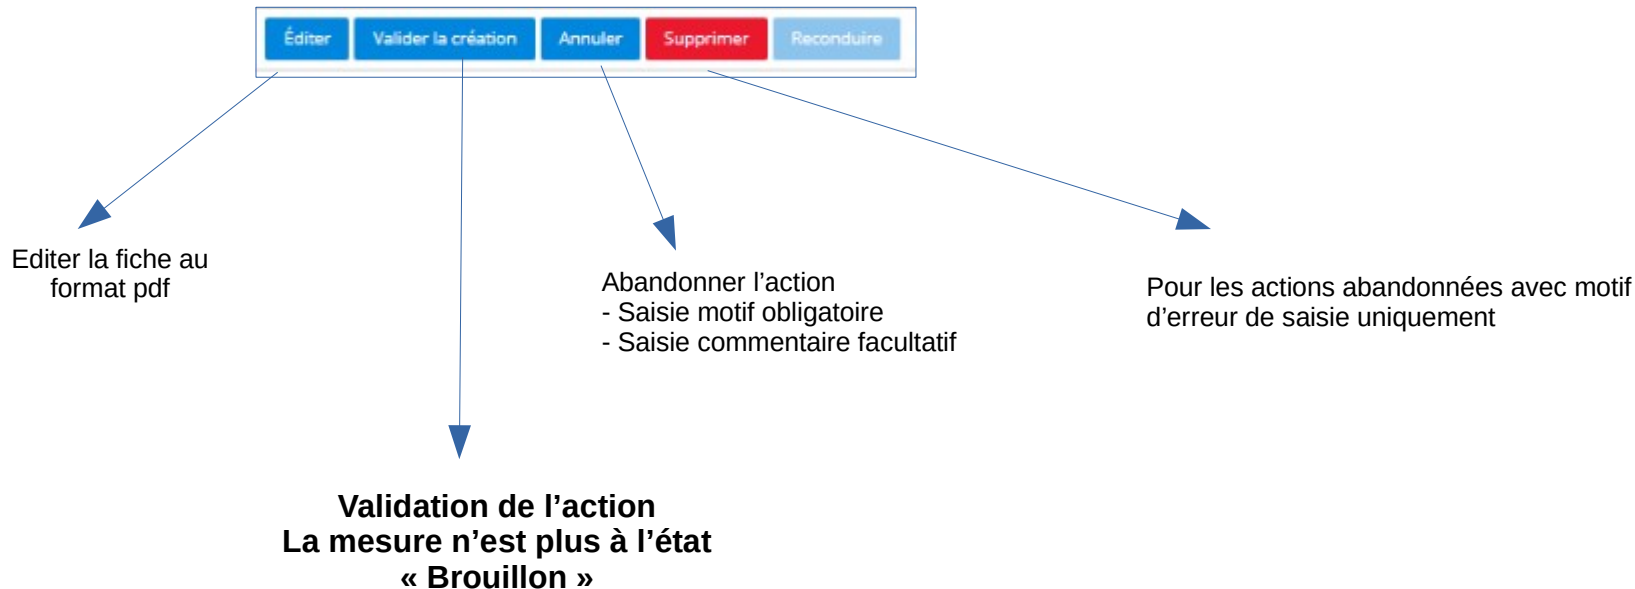 Éditer Valider la création Annuler Supprimer Reconduire
Editer la fiche au
format pdf
Abandonner l’action
- Saisie motif obligatoire
- Saisie commentaire facultatif
Pour les actions abandonnées avec motif
d’erreur de saisie uniquement
Validation de l’action
La mesure n’est plus à l’état
« Brouillon »